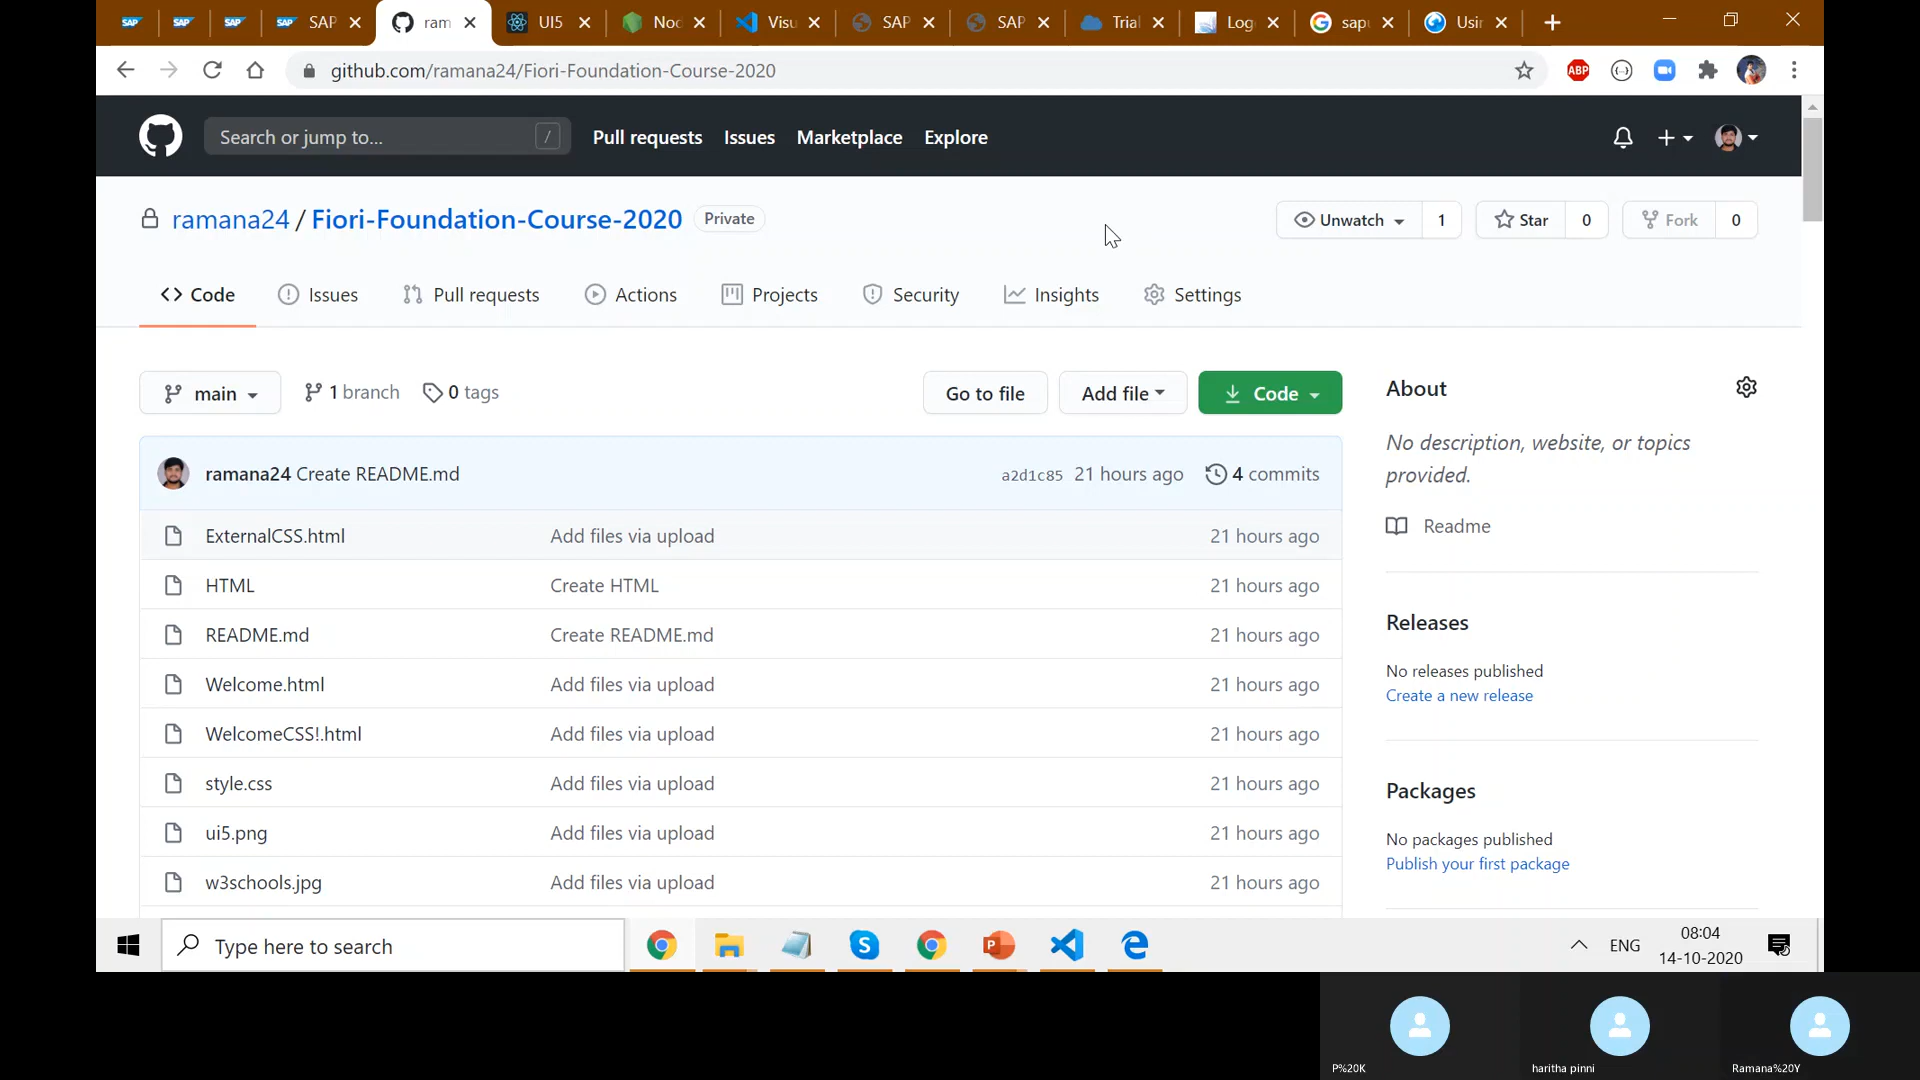 SAP
SAP
SAP
SAP SAP
ram
UI5
Noc
Visu
SAP
SAP
Trial
Log
sapu
Usin
github.com/ramana24/Fiori-Foundation-Course-2020
ABP
Search or jump to... /
Pull requests Issues Marketplace Explore
ramana24 / Fiori-Foundation-Course-2020 Private
Unwatch 1 Star 0 Fork 0
Code Issues Pull requests Actions Projects Security Insights Settings
main 1 branch 0 tags Go to file Add file Code
About
No description, website, or topics
provided.
Readme
ramana24 Create README.md a2d1c85 21 hours ago 4 commits
ExternalCSS.html Add files via upload 21 hours ago
HTML Create HTML 21 hours ago
README.md Create README.md 21 hours ago
Welcome.html Add files via upload 21 hours ago
WelcomeCSS!.html Add files via upload 21 hours ago
style.css Add files via upload 21 hours ago
ui5.png Add files via upload 21 hours ago
w3schools.jpg Add files via upload 21 hours ago
Releases
No releases published
Create a new release
Packages
No packages published
Publish your first package
Type here to search
ENG
08:04
14-10-2020
P%20K
haritha pinni
Ramana%20Y